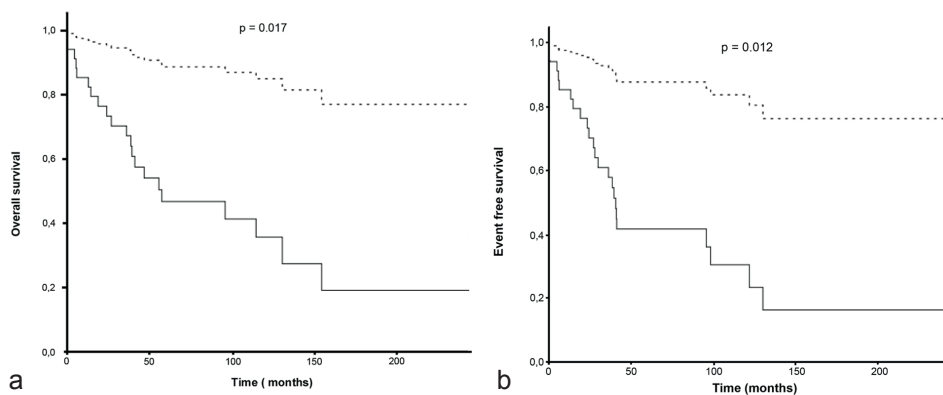 p = 0.017
Overall survival
1,0
0,8
0,6
0,4
0,2
0,0
0 50 100 150 200
Time ( months)
a
p = 0.012
Event free survival
1,0
0,8
0,6
0,4
0,2
0,0
0 50 100 150 200
Time (months)
b